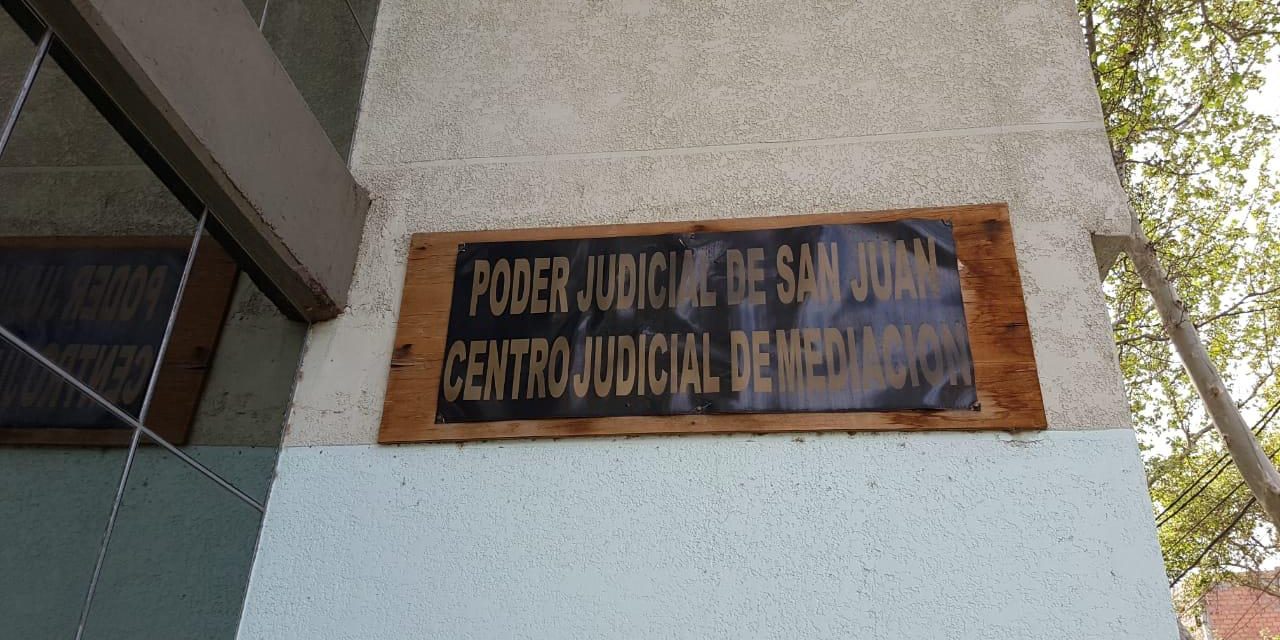 PODER JUDICIAL DE SAN JUAN
CENTRO JUDICIAL DE MEDIACION